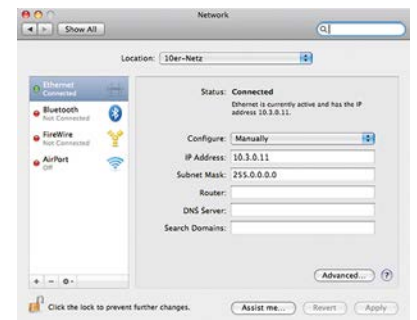 Network
Show All
Location: 10er-Netz
Ethernet
Connected
Bluetooth
Not Connected
FireWire
Not Connected
AirPort
Off
Status: Connected
Ethernet is currently active and has the IP
address 10.3.0.11.
Configure: Manually
IP Address: 10.3.0.11
Subnet Mask: 255.0.0.0
Router:
DNS Server:
Search Domains:
Advanced... ?
Click the lock to prevent further changes.
Assist me... Revert Apply